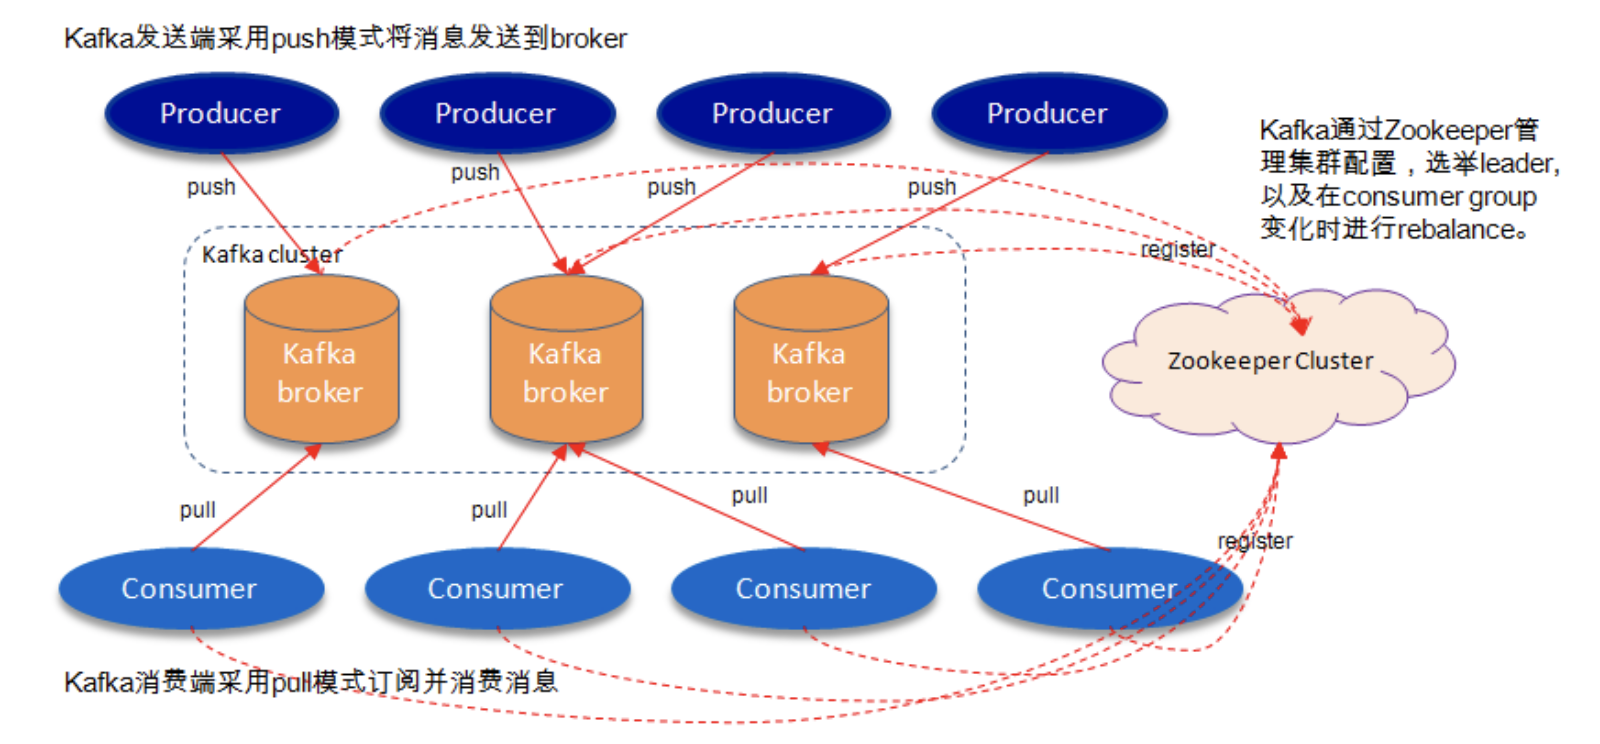 Kafka发送端采用push模式将消息发送到broker
Producer
Producer
Producer
Producer
push
push
push
push
Kafka通过Zookeeper管
理集群配置，选举leader,
以及在consumer group
变化时进行rebalance。
Kafka cluster
register
Kafka
broker
Kafka
broker
Kafka
broker
Zookeeper Cluster
pull
pull
pull
pull
register
Consumer
Consumer
Consumer
Consumer
Kafka消费端采用pull模式订阅并消费消息